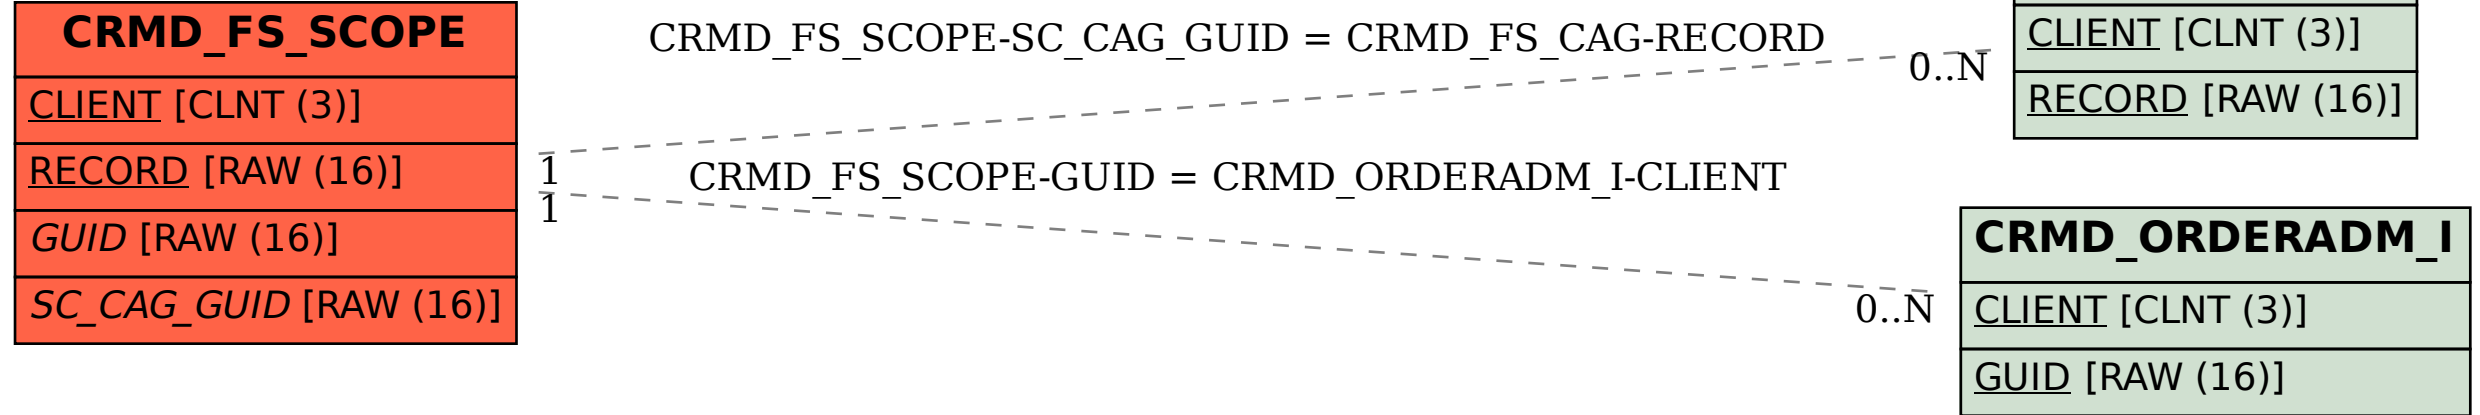 CRMD_FS_SCOPE
CLIENT [CLNT (3)]
RECORD [RAW (16)]
GUID [RAW (16)]
SC_CAG_GUID [RAW (16)]
CRMD_FS_SCOPE-SC_CAG_GUID = CRMD_FS_CAG-RECORD
0..N
1
CRMD_FS_SCOPE-GUID = CRMD_ORDERADM_I-CLIENT
1
0..N
CLIENT [CLNT (3)]
RECORD [RAW (16)]
CRMD_ORDERADM_I
CLIENT [CLNT (3)]
GUID [RAW (16)]